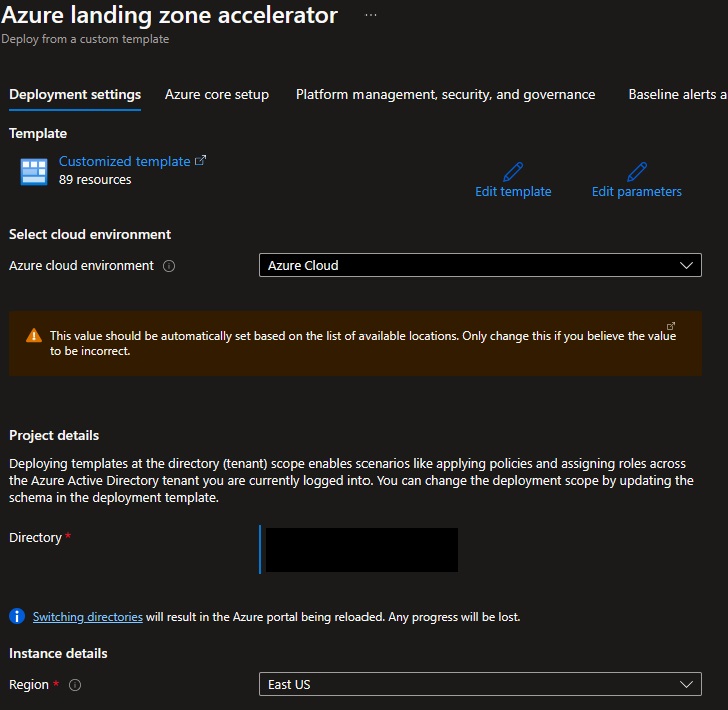 Azure landing zone accelerator ...
Deploy from a custom template
Deployment settings Azure core setup Platform management, security, and governance Baseline alerts a
Template
Customized template
89 resources
Edit template Edit parameters
Select cloud environment
Azure cloud environment Azure Cloud
This value should be automatically set based on the list of available locations. Only change this if you believe the value
to be incorrect.
Project details
Deploying templates at the directory (tenant) scope enables scenarios like applying policies and assigning roles across
the Azure Active Directory tenant you are currently logged into. You can change the deployment scope by updating the
schema in the deployment template.
Directory *
Switching directories will result in the Azure portal being reloaded. Any progress will be lost.
Instance details
Region * East US